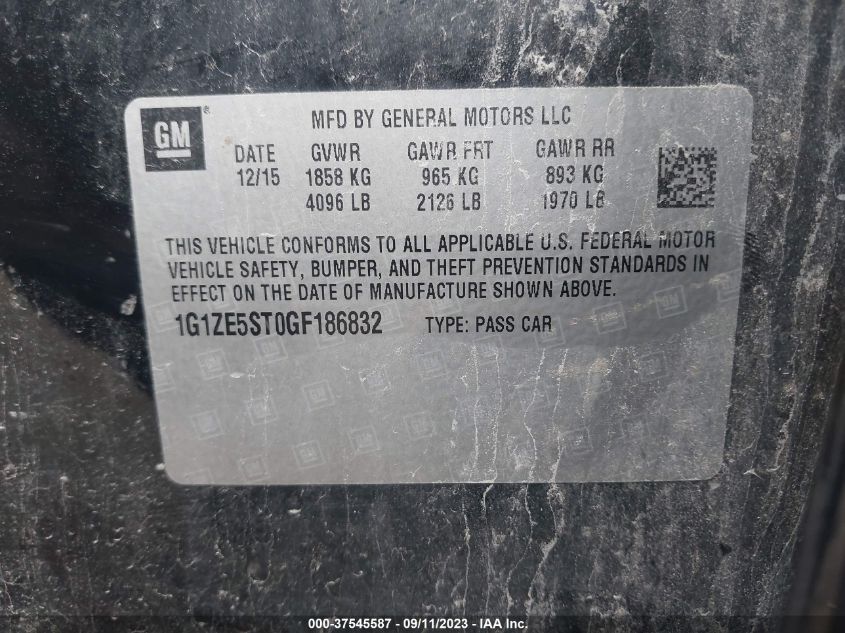 GM ®
MFD BY GENERAL MOTORS LLC
DATE GVWR GAWR FRT GAWR RR
12/15 1858 KG 965 KG 893 KG
4096 LB 2126 LB 1970 LB
THIS VEHICLE CONFORMS TO ALL APPLICABLE U.S. FEDERAL MOTOR
VEHICLE SAFETY, BUMPER, AND THEFT PREVENTION STANDARDS IN
EFFECT ON THE DATE OF MANUFACTURE SHOWN ABOVE.
1G1ZE5ST0GF186832 TYPE: PASS CAR
000-37545587 - 09/11/2023 - IAA Inc.